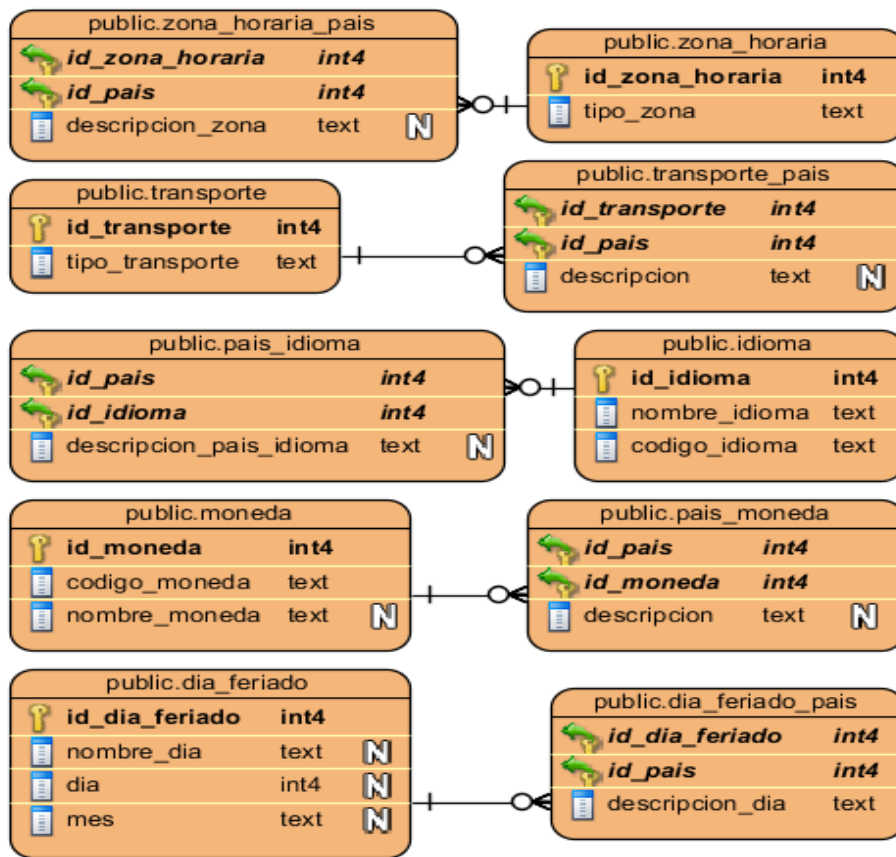 public.zona_horaria_pais
id_zona_horaria int4
id_pais int4
descripcion_zona text N
public.zona_horaria
id_zona_horaria int4
tipo_zona text
public.transporte
id_transporte int4
tipo_transporte text
public.transporte_pais
id_transporte int4
id_pais int4
descripcion text N
public.pais_idioma
id_pais int4
id_idioma int4
descripcion_pais_idioma text N
public.idioma
id_idioma int4
nombre_idioma text
codigo_idioma text
public.moneda
id_moneda int4
codigo_moneda text
nombre_moneda text N
public.pais_moneda
id_pais int4
id_moneda int4
descripcion text N
public.dia_feriado
id_dia_feriado int4
nombre_dia text N
dia int4 N
mes text N
public.dia_feriado_pais
id_dia_feriado int4
id_pais int4
descripcion_dia text